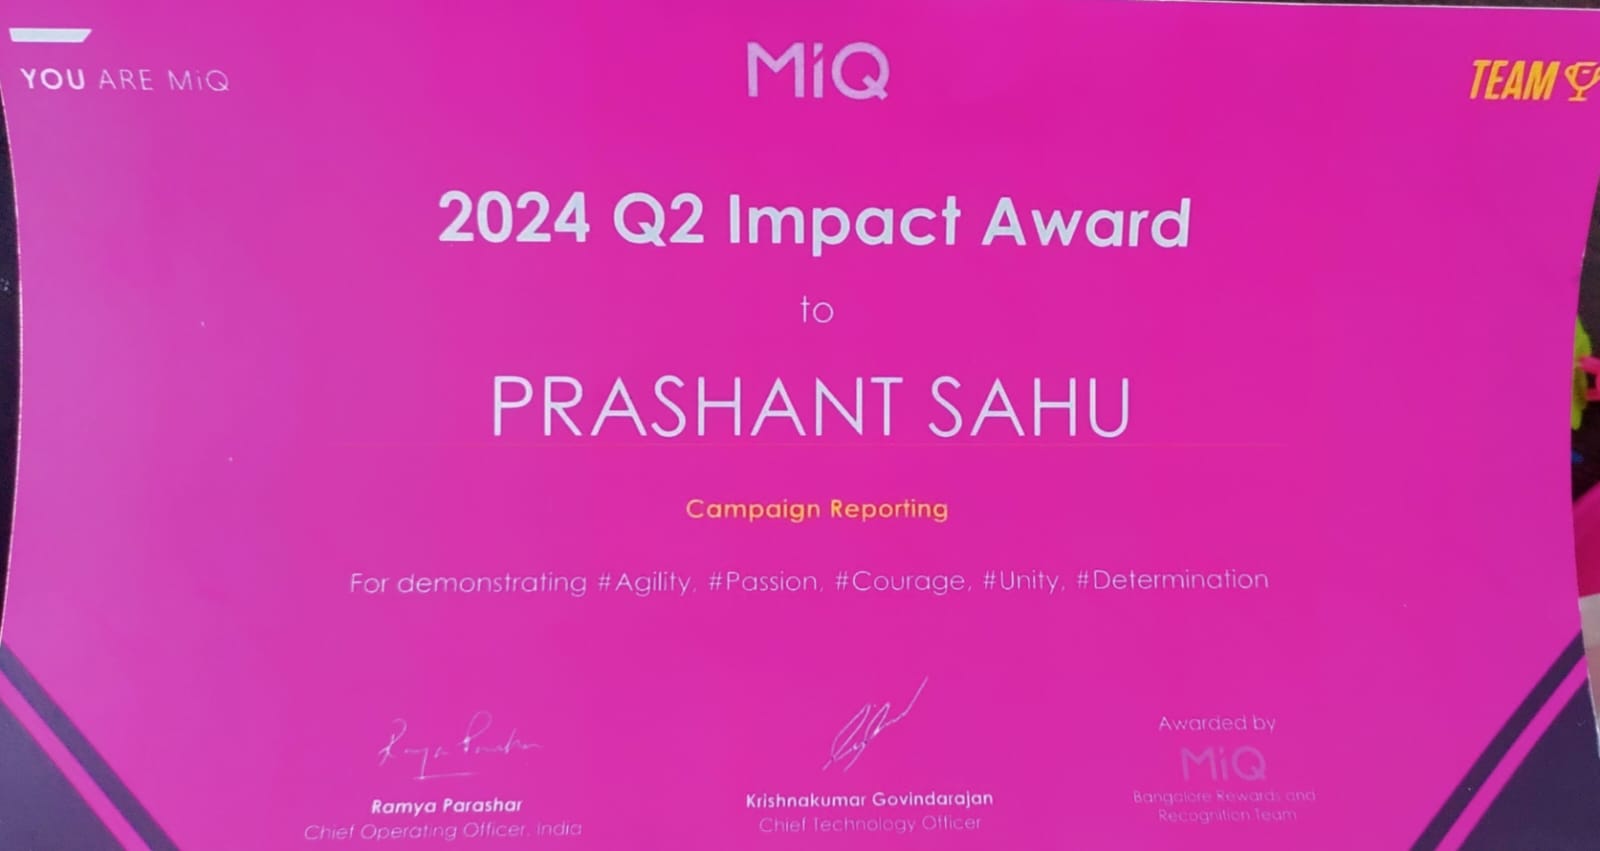 YOU ARE MiQ
MiQ
TEAM
2024 Q2 Impact Award
to
PRASHANT SAHU
Campaign Reporting
For demonstrating #Agility, #Passion, #Courage, #Unity, #Determination
Ramya Parashar
Ramya Parashar
Chief Operating Officer, India
Krishnakumar Govindarajan
Chief Technology Officer
Awarded by
MiQ
Bangalore Rewards and
Recognition Team